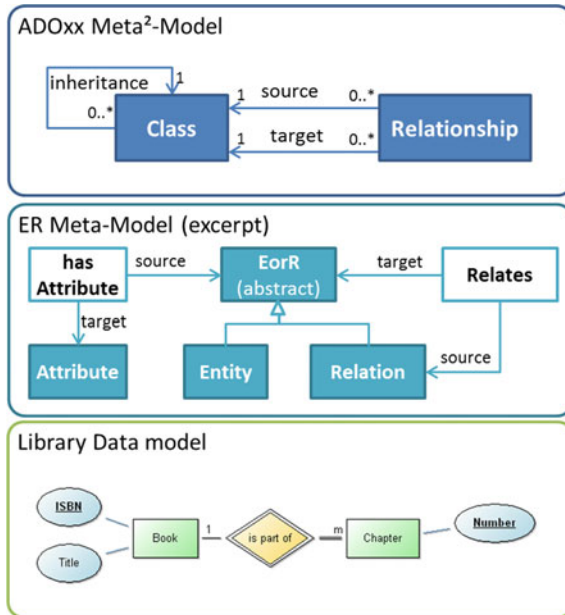 ADOxx Meta²-Model
inheritance
1
0..*
Class
1
source
0..*
1
target
0..*
Relationship
ER Meta-Model (excerpt)
has
Attribute
source
EorR
(abstract)
target
Relates
target
Attribute
Entity
Relation
source
Library Data model
ISBN
Title
Book
1
is part of
m
Chapter
Number